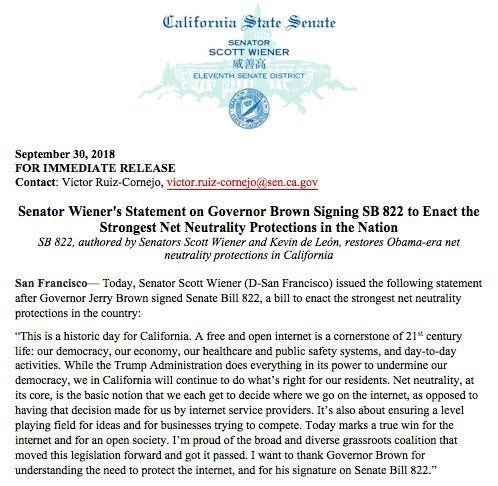 California State Senate
SENATOR
SCOTT WIENER
威善高
ELEVENTH SENATE DISTRICT
September 30, 2018
FOR IMMEDIATE RELEASE
Contact: Victor Ruiz-Cornejo, victor.ruiz-cornejo@sen.ca.gov
Senator Wiener's Statement on Governor Brown Signing SB 822 to Enact the
Strongest Net Neutrality Protections in the Nation
SB 822, authored by Senators Scott Wiener and Kevin de León, restores Obama-era net
neutrality protections in California
San Francisco— Today, Senator Scott Wiener (D-San Francisco) issued the following statement
after Governor Jerry Brown signed Senate Bill 822, a bill to enact the strongest net neutrality
protections in the country:
“This is a historic day for California. A free and open internet is a cornerstone of 21st century
life: our democracy, our economy, our healthcare and public safety systems, and day-to-day
activities. While the Trump Administration does everything in its power to undermine our
democracy, we in California will continue to do what’s right for our residents. Net neutrality, at
its core, is the basic notion that we each get to decide where we go on the internet, as opposed to
having that decision made for us by internet service providers. It’s also about ensuring a level
playing field for ideas and for businesses trying to compete. Today marks a true win for the
internet and for an open society. I’m proud of the broad and diverse grassroots coalition that
moved this legislation forward and got it passed. I want to thank Governor Brown for
understanding the need to protect the internet, and for his signature on Senate Bill 822.”